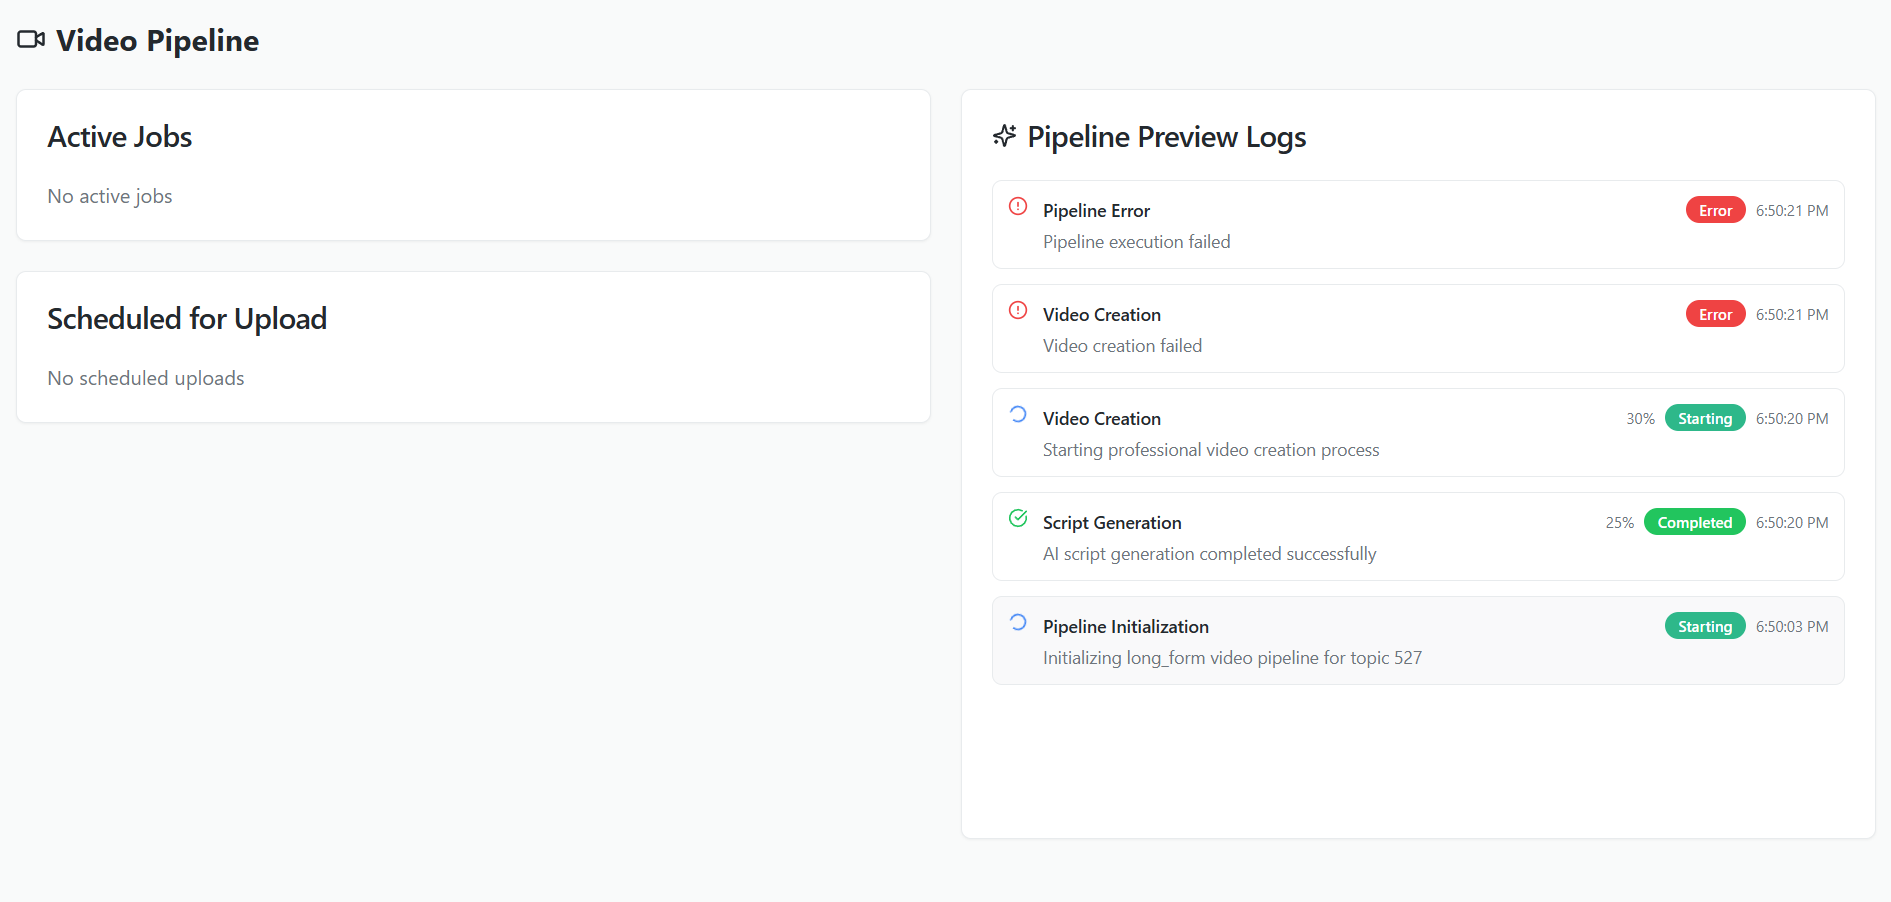 Video Pipeline
Active Jobs
No active jobs
Scheduled for Upload
No scheduled uploads
Pipeline Preview Logs
Pipeline Error Error 6:50:21 PM
Pipeline execution failed
Video Creation Error 6:50:21 PM
Video creation failed
Video Creation 30% Starting 6:50:20 PM
Starting professional video creation process
Script Generation 25% Completed 6:50:20 PM
AI script generation completed successfully
Pipeline Initialization Starting 6:50:03 PM
Initializing long_form video pipeline for topic 527